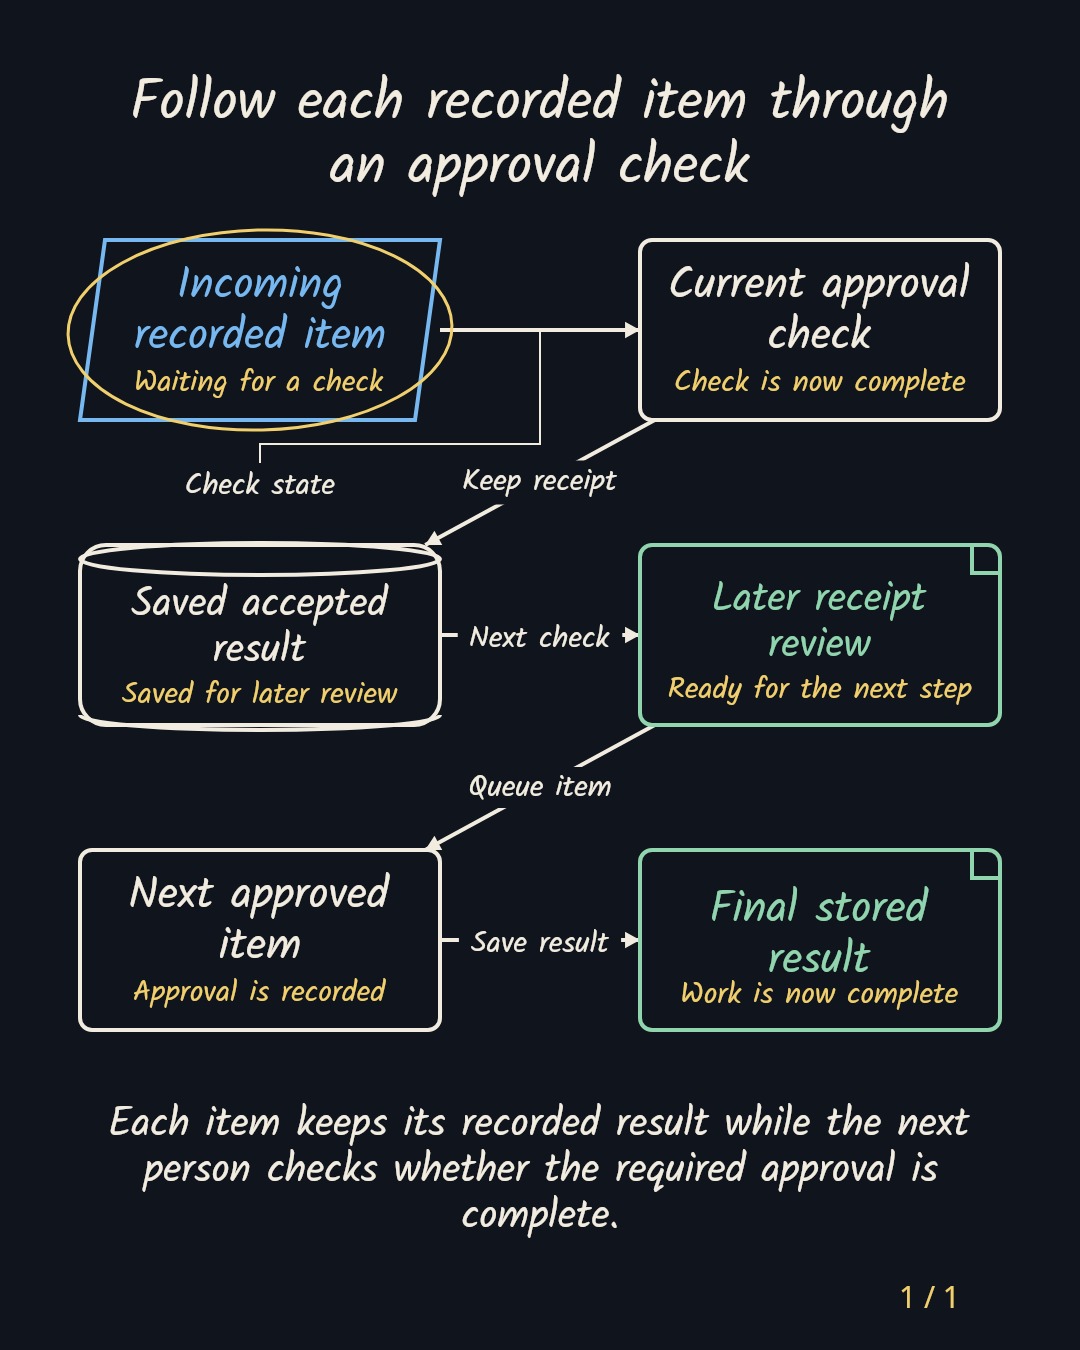 Follow each recorded item through
an approval check
Incoming
recorded item
Waiting for a check
Current approval
check
Check is now complete
Check state
Keep receipt
Saved accepted
result
Saved for later review
Next check
Later receipt
review
Ready for the next step
Queue item
Next approved
item
Approval is recorded
Save result
Final stored
result
Work is now complete
Each item keeps its recorded result while the next
person checks whether the required approval is
complete.
1 / 1